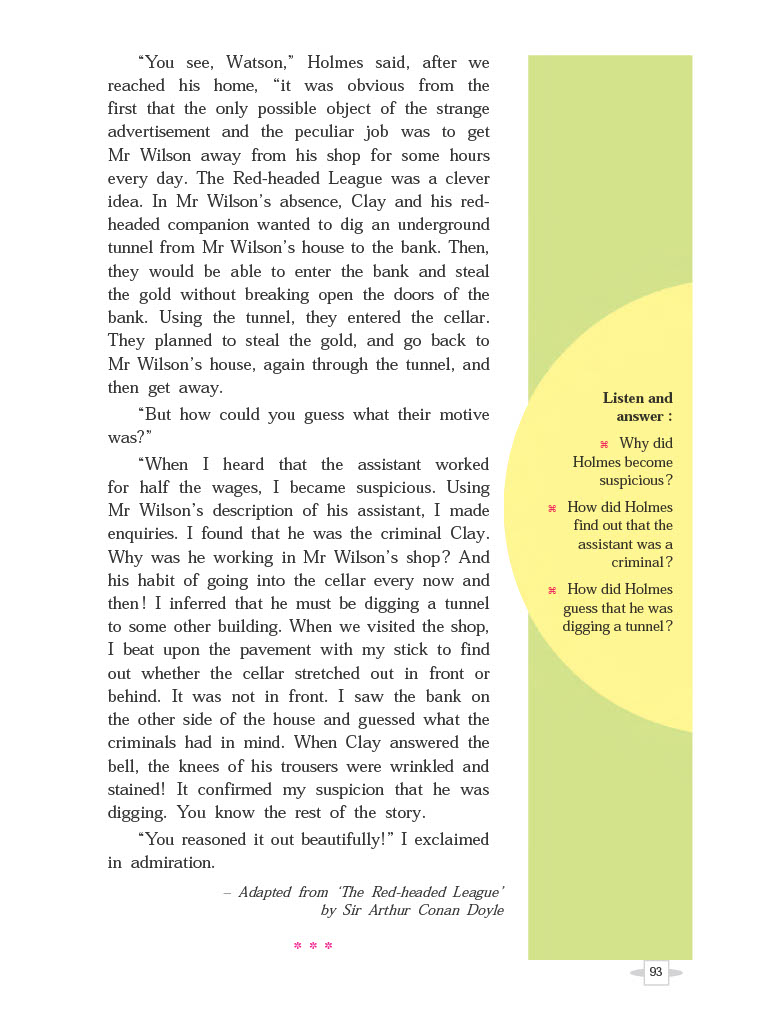 “You see, Watson,” Holmes said, after we
reached his home, “it was obvious from the
first that the only possible object of the strange
advertisement and the peculiar job was to get
Mr Wilson away from his shop for some hours
every day. The Red-headed League was a clever
idea. In Mr Wilson’s absence, Clay and his red-
headed companion wanted to dig an underground
tunnel from Mr Wilson’s house to the bank. Then,
they would be able to enter the bank and steal
the gold without breaking open the doors of the
bank. Using the tunnel, they entered the cellar.
They planned to steal the gold, and go back to
Mr Wilson’s house, again through the tunnel, and
then get away.
“But how could you guess what their motive
was?”
“When I heard that the assistant worked
for half the wages, I became suspicious. Using
Mr Wilson’s description of his assistant, I made
enquiries. I found that he was the criminal Clay.
Why was he working in Mr Wilson’s shop? And
his habit of going into the cellar every now and
then! I inferred that he must be digging a tunnel
to some other building. When we visited the shop,
I beat upon the pavement with my stick to find
out whether the cellar stretched out in front or
behind. It was not in front. I saw the bank on
the other side of the house and guessed what the
criminals had in mind. When Clay answered the
bell, the knees of his trousers were wrinkled and
stained! It confirmed my suspicion that he was
digging. You know the rest of the story.
“You reasoned it out beautifully!” I exclaimed
in admiration.
– Adapted from ‘The Red-headed League’
by Sir Arthur Conan Doyle
* * *
Listen and
answer :
⌘ Why did
Holmes become
suspicious?
⌘ How did Holmes
find out that the
assistant was a
criminal?
⌘ How did Holmes
guess that he was
digging a tunnel?
93